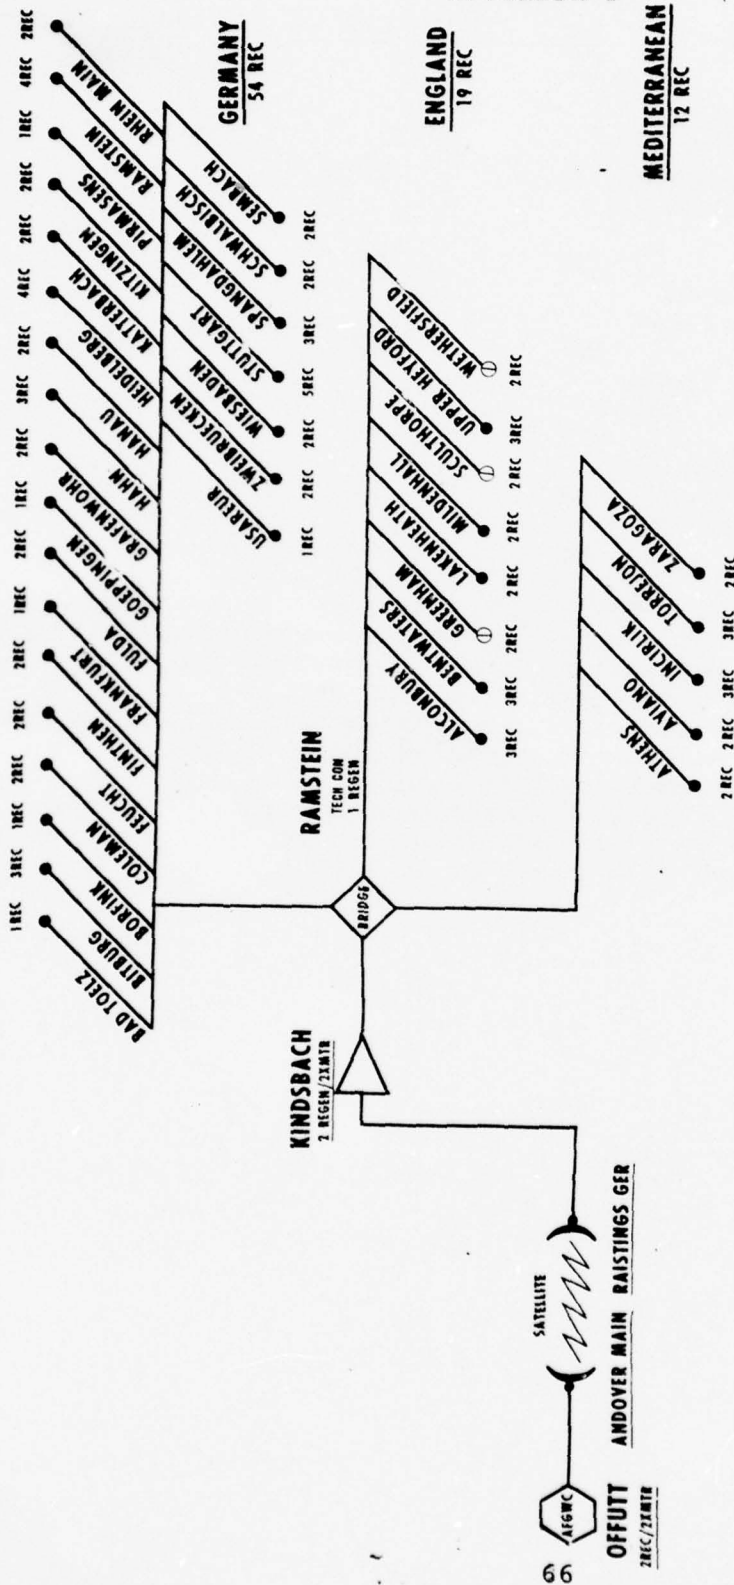 1REC 3REC 1REC 2REC 2REC 2REC 1REC 2REC 1REC 2REC 3REC 2REC 4REC 2REC 2REC 1REC 4REC 2REC
BAD TOELZ
BITBURG
BORFINK
COLEMAN
FEUCHT
FINTHEN
FRANKFURT
FULDA
GOEPPINGEN
GRAFENWOHR
HAHN
HANAU
HEIDELBERG
KATTERBACH
KITZINGEN
PIRMASENS
RAMSTEIN
RHEIN MAIN
USAREUR
ZWEIBRUECKEN
WIESBADEN
STUTTGART
SPANGDAHLEM
SCHWALBISCH
SEMBACH
1REC 2REC 2REC 5REC 3REC 2REC 2REC
GERMANY
54 REC
KINDSBACH
2 REGEN/2XMTR
RAMSTEIN
TECH CON
1 REGEN
BRIDGE
ALCONBURY
BENTWATERS
GREENHAM
LAKENHEATH
MILDENHALL
SCULTHORPE
UPPER HEYFORD
WETHERSFIELD
3REC 3REC 2REC 2REC 2REC 2REC 3REC 2REC
ENGLAND
19 REC
SATELLITE
AFGWC
OFFUTT
2REC/2XMTR
ANDOVER MAIN
RAISTINGS GER
ATHENS
AVIANO
INCIRLIK
TORREJON
ZARAGOZA
2REC 2REC 3REC 3REC 2REC
MEDITERRANEAN
12 REC
66